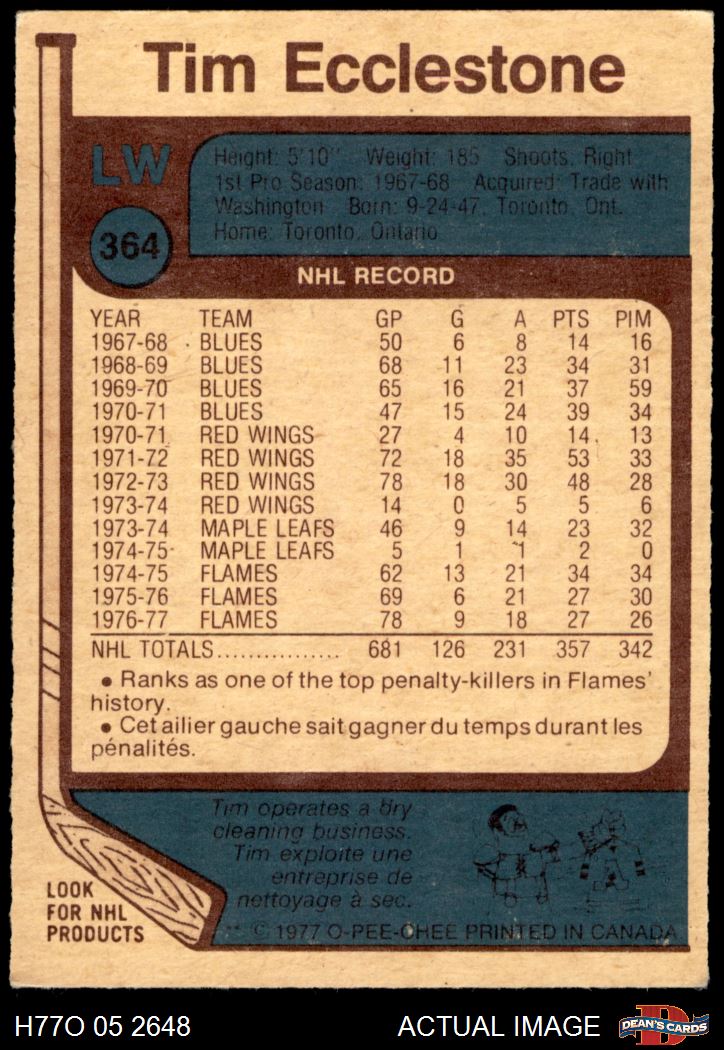 Tim Ecclestone
LW
Height: 5'10" Weight: 185 Shoots: Right
1st Pro Season: 1967-68 Acquired: Trade with
Washington Born: 9-24-47, Toronto, Ont.
Home: Toronto, Ontario
364
NHL RECORD
YEAR TEAM GP G A PTS PIM
1967-68 BLUES 50 6 8 14 16
1968-69 BLUES 68 11 23 34 31
1969-70 BLUES 65 16 21 37 59
1970-71 BLUES 47 15 24 39 34
1970-71 RED WINGS 27 4 10 14 13
1971-72 RED WINGS 72 18 35 53 33
1972-73 RED WINGS 78 18 30 48 28
1973-74 RED WINGS 14 0 5 5 6
1973-74 MAPLE LEAFS 46 9 14 23 32
1974-75 MAPLE LEAFS 5 1 1 2 0
1974-75 FLAMES 62 13 21 34 34
1975-76 FLAMES 69 6 21 27 30
1976-77 FLAMES 78 9 18 27 26
NHL TOTALS................ 681 126 231 357 342
• Ranks as one of the top penalty-killers in Flames'
history.
• Cet ailier gauche sait gagner du temps durant les
pénalités.
Tim operates a dry
cleaning business.
Tim exploite une
entreprise de
nettoyage à sec.
LOOK
FOR NHL
PRODUCTS
© 1977 O-PEE-CHEE PRINTED IN CANADA
H77O 05 2648
ACTUAL IMAGE
D
DEAN'S CARDS